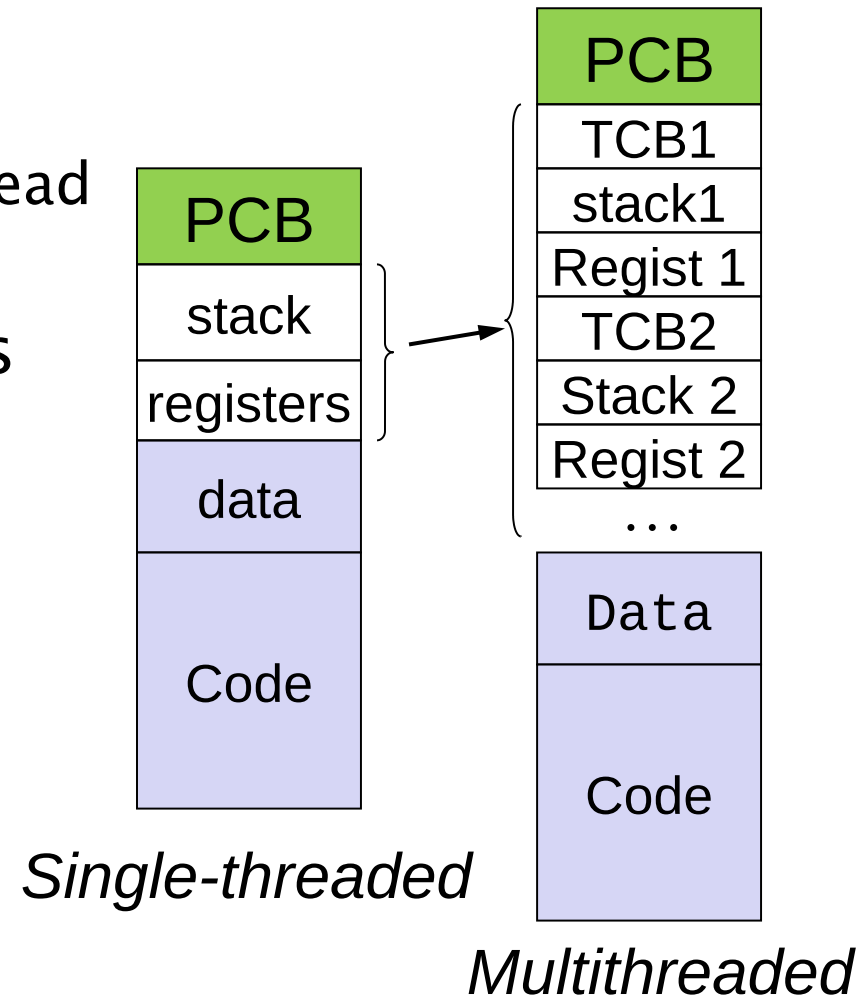 ead
s
PCB
stack
registers
data
Code
Single-threaded
PCB
TCB1
stack1
Regist 1
TCB2
Stack 2
Regist 2
...
Data
Code
Multithreaded